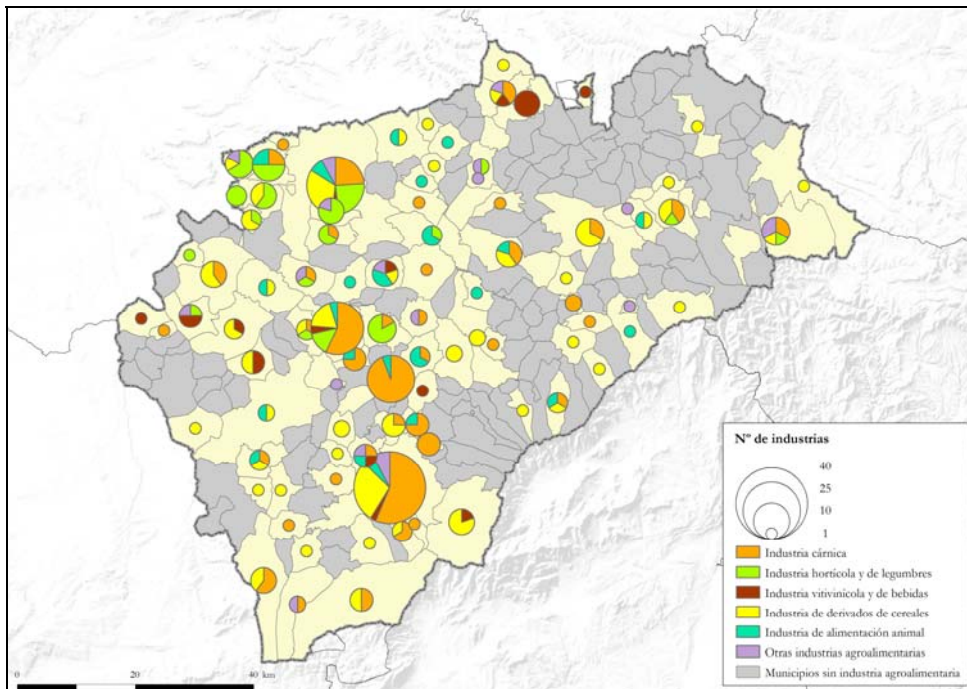 Nº de industrias
40
25
10
1
Industria cárnica
Industria hortícola y de legumbres
Industria vitivinícola y de bebidas
Industria de derivados de cereales
Industria de alimentación animal
Otras industrias agroalimentarias
Municipios sin industria agroalimentaria
0 20 40 km